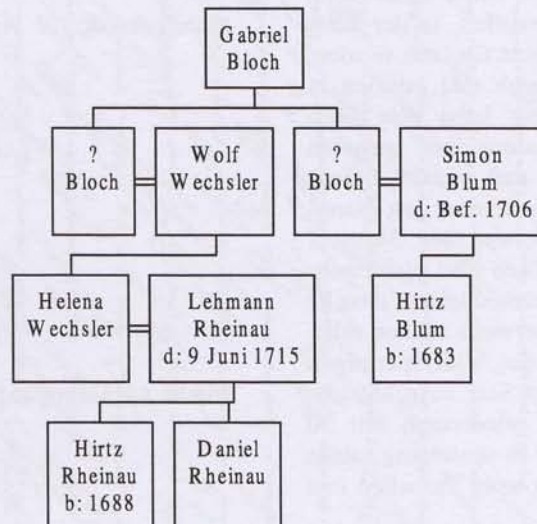 Gabriel
Bloch
?
Bloch
Wolf
Wechsler
?
Bloch
Simon
Blum
d: Bef. 1706
Helena
Wechsler
Lehmann
Rheinau
d: 9 Juni 1715
Hirtz
Blum
b: 1683
Hirtz
Rheinau
b: 1688
Daniel
Rheinau